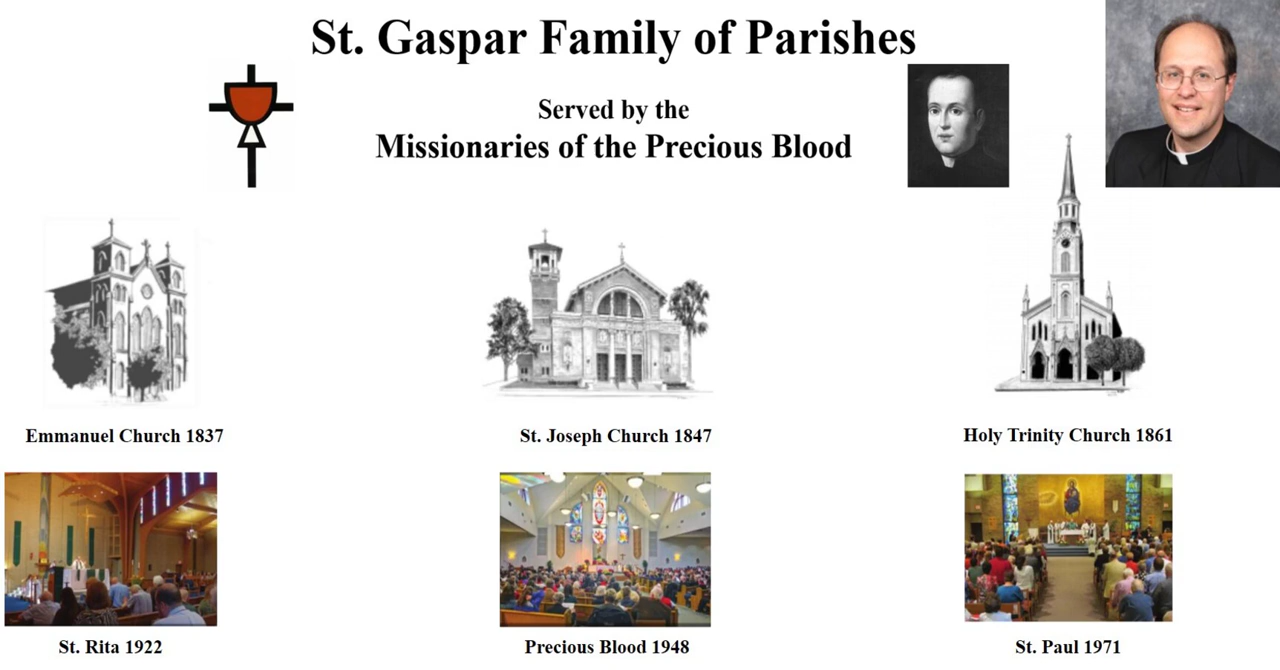 St. Gaspar Family of Parishes
Served by the
Missionaries of the Precious Blood
Emmanuel Church 1837
St. Joseph Church 1847
Holy Trinity Church 1861
St. Rita 1922
Precious Blood 1948
St. Paul 1971